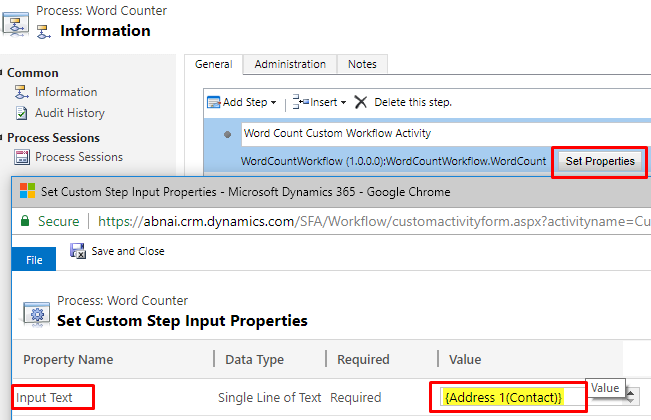 Process: Word Counter
Information
Common
Information
Audit History
Process Sessions
Process Sessions
General Administration Notes
Add Step Insert Delete this step.
Word Count Custom Workflow Activity
WordCountWorkflow (1.0.0.0):WordCountWorkflow.WordCount Set Properties
Set Custom Step Input Properties - Microsoft Dynamics 365 - Google Chrome
Secure https://abnai.crm.dynamics.com/SFA/Workflow/customactivityform.aspx?activityname=Cu
File Save and Close
Process: Word Counter
Set Custom Step Input Properties
Property Name Data Type Required Value
Input Text Single Line of Text Required {Address 1(Contact)} Value